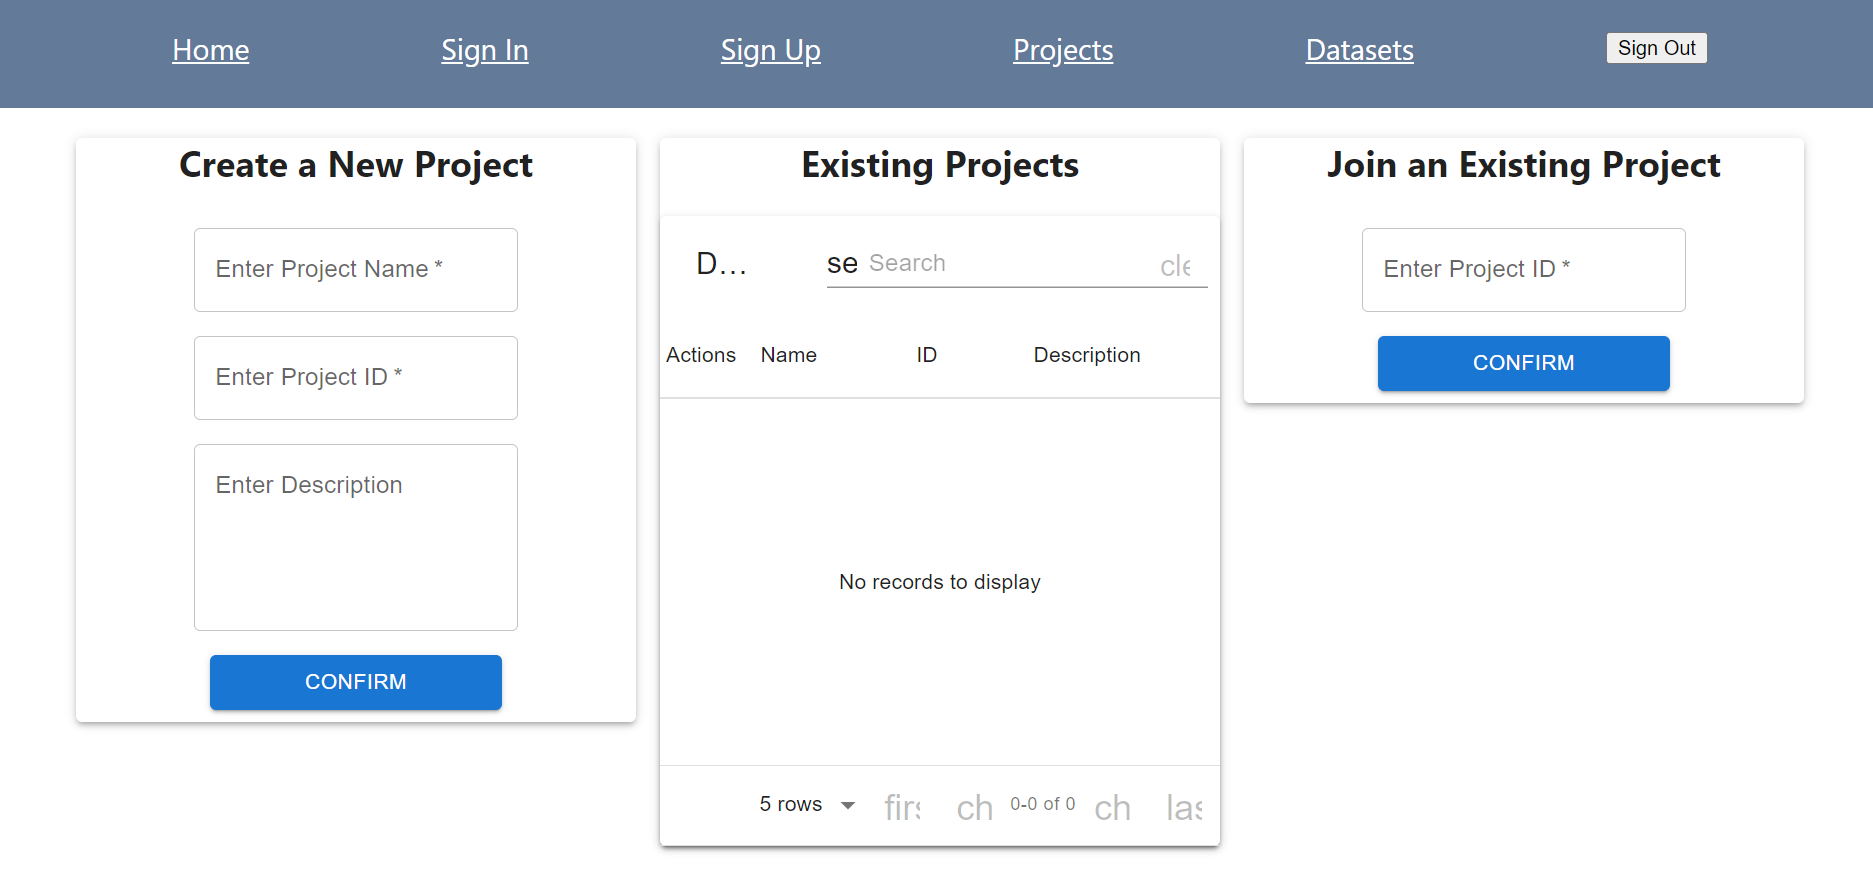 Home Sign In Sign Up Projects Datasets Sign Out
Create a New Project
Enter Project Name *
Enter Project ID *
Enter Description
CONFIRM
Existing Projects
D... se Search cle
Actions Name ID Description
No records to display
5 rows firs ch 0-0 of 0 ch las
Join an Existing Project
Enter Project ID *
CONFIRM